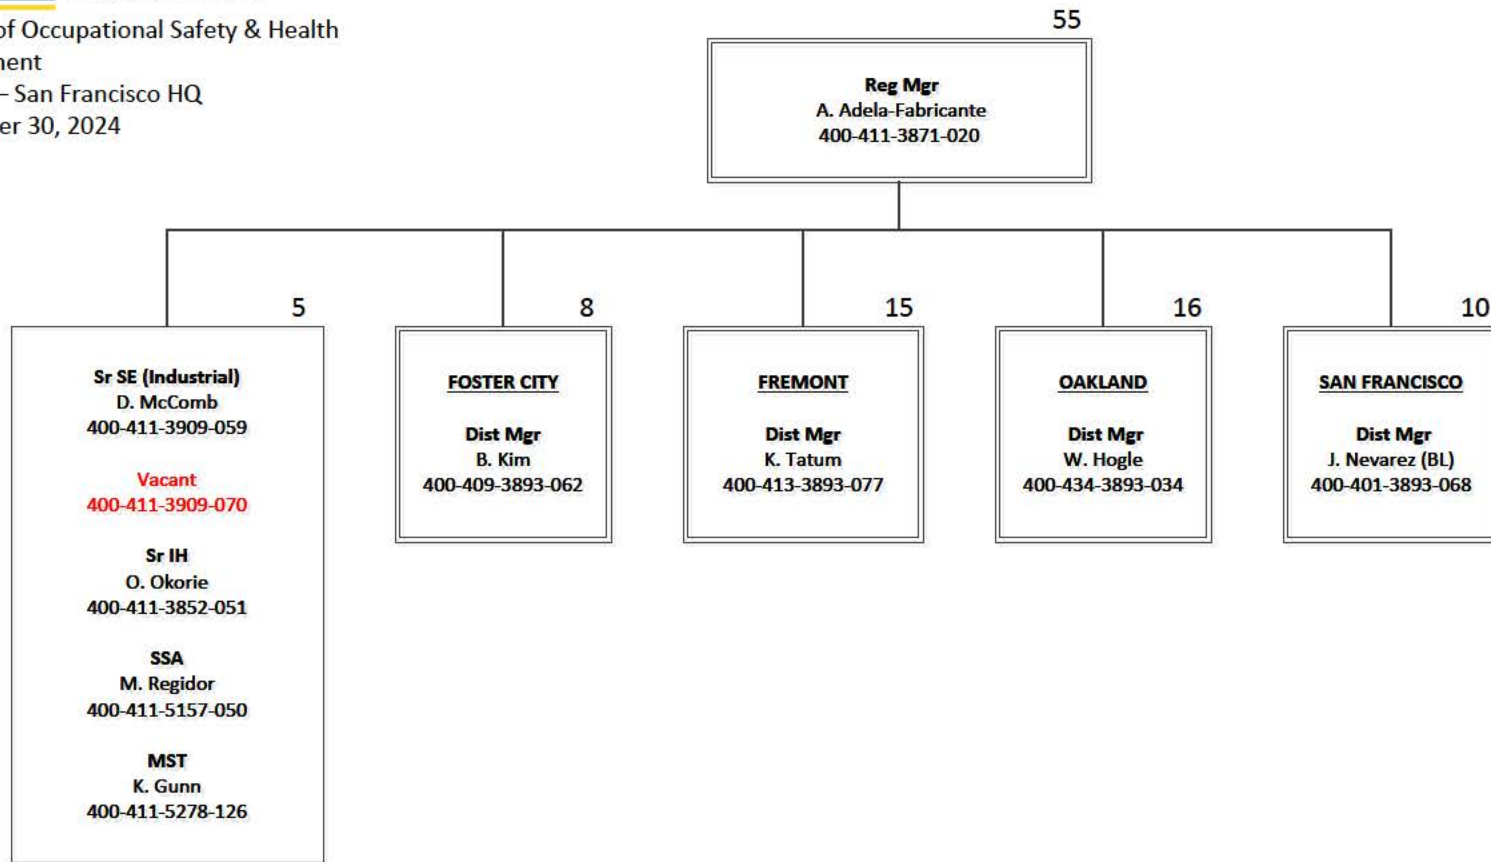 of Occupational Safety & Health
– San Francisco HQ
30, 2024
55
Reg Mgr
A. Adela-Fabricante
400-411-3871-020
5
Sr SE (Industrial)
D. McComb
400-411-3909-059
Vacant
400-411-3909-070
Sr IH
O. Okorie
400-411-3852-051
SSA
M. Regidor
400-411-5157-050
MST
K. Gunn
400-411-5278-126
8
FOSTER CITY
Dist Mgr
B. Kim
400-409-3893-062
15
FREMONT
Dist Mgr
K. Tatum
400-413-3893-077
16
OAKLAND
Dist Mgr
W. Hogle
400-434-3893-034
10
SAN FRANCISCO
Dist Mgr
J. Nevarez (BL)
400-401-3893-068